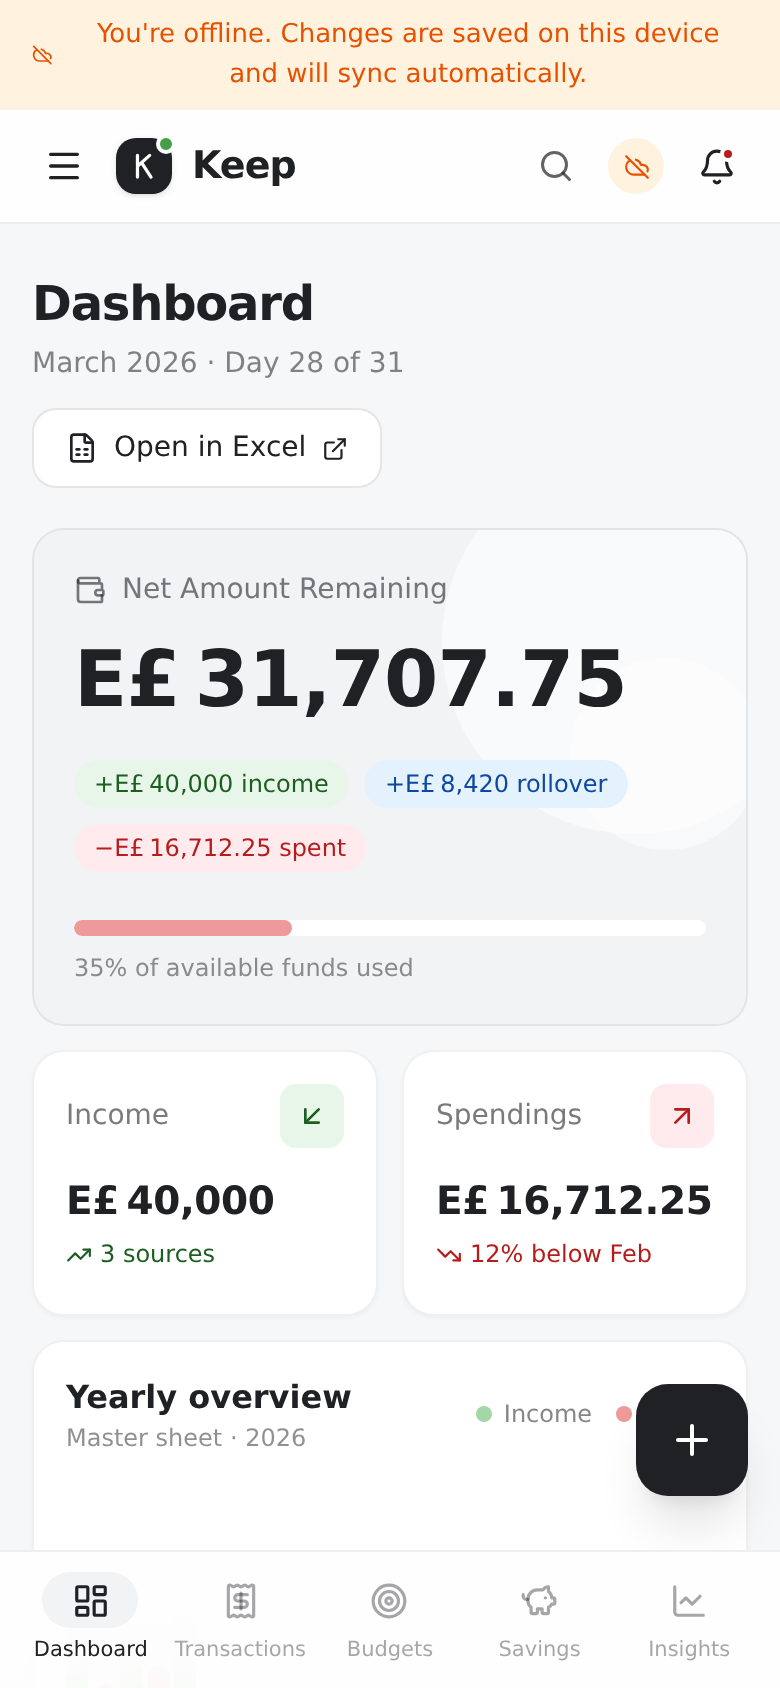 You're offline. Changes are saved on this device
and will sync automatically.
K Keep
Dashboard
March 2026 · Day 28 of 31
Open in Excel
Net Amount Remaining
E£ 31,707.75
+E£ 40,000 income
+E£ 8,420 rollover
−E£ 16,712.25 spent
35% of available funds used
Income
E£ 40,000
3 sources
Spendings
E£ 16,712.25
12% below Feb
Yearly overview
Master sheet · 2026
Income
Dashboard
Transactions
Budgets
Savings
Insights